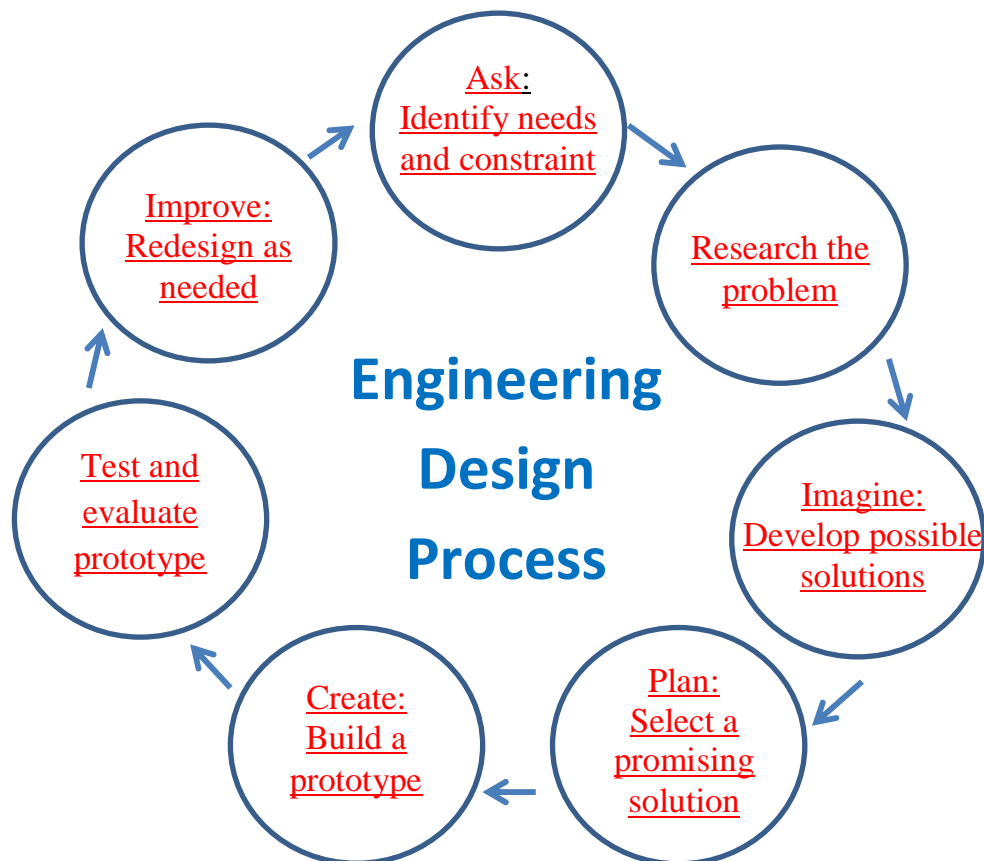 Ask:
Identify needs
and constraint
Research the
problem
Imagine:
Develop possible
solutions
Plan:
Select a
promising
solution
Create:
Build a
prototype
Test and
evaluate
prototype
Improve:
Redesign as
needed
Engineering
Design
Process